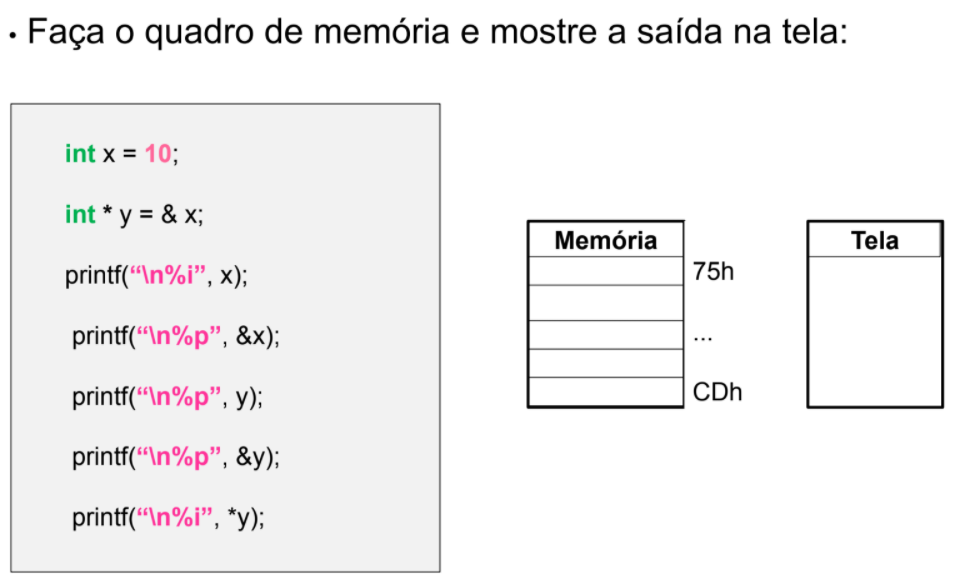 • Faça o quadro de memória e mostre a saída na tela:
int x = 10;
int * y = & x;
printf(“\n%i”, x);
printf(“\n%p”, &x);
printf(“\n%p”, y);
printf(“\n%p”, &y);
printf(“\n%i”, *y);
Memória
75h
...
CDh
Tela